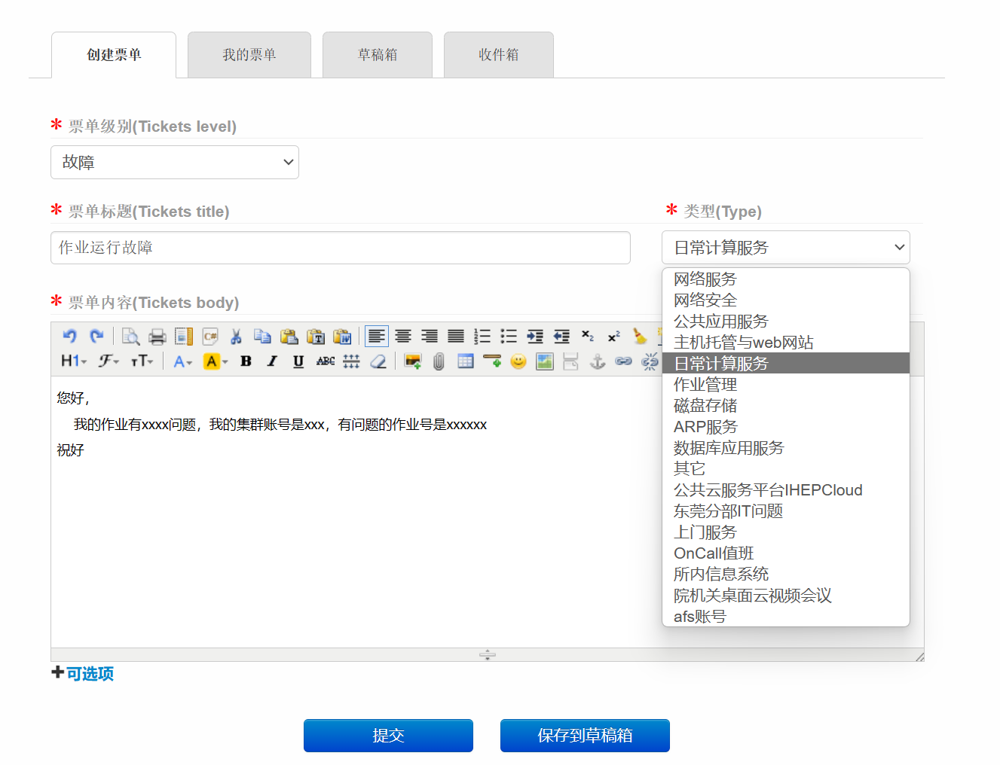 创建票单
我的票单
草稿箱
收件箱
* 票单级别(Tickets level)
故障
* 票单标题(Tickets title)
* 类型(Type)
作业运行故障
日常计算服务
* 票单内容(Tickets body)
网络服务
网络安全
公共应用服务
主机托管与web网站
日常计算服务
作业管理
磁盘存储
ARP服务
数据库应用服务
其它
公共云服务平台IHEPCloud
东莞分部IT问题
上门服务
OnCall值班
所内信息系统
院机关桌面云视频会议
afs账号
H1 F TT A A B I U ABC
您好，
我的作业有xxxx问题，我的集群账号是xxx，有问题的作业号是xxxxxx
祝好
+可选项
提交
保存到草稿箱